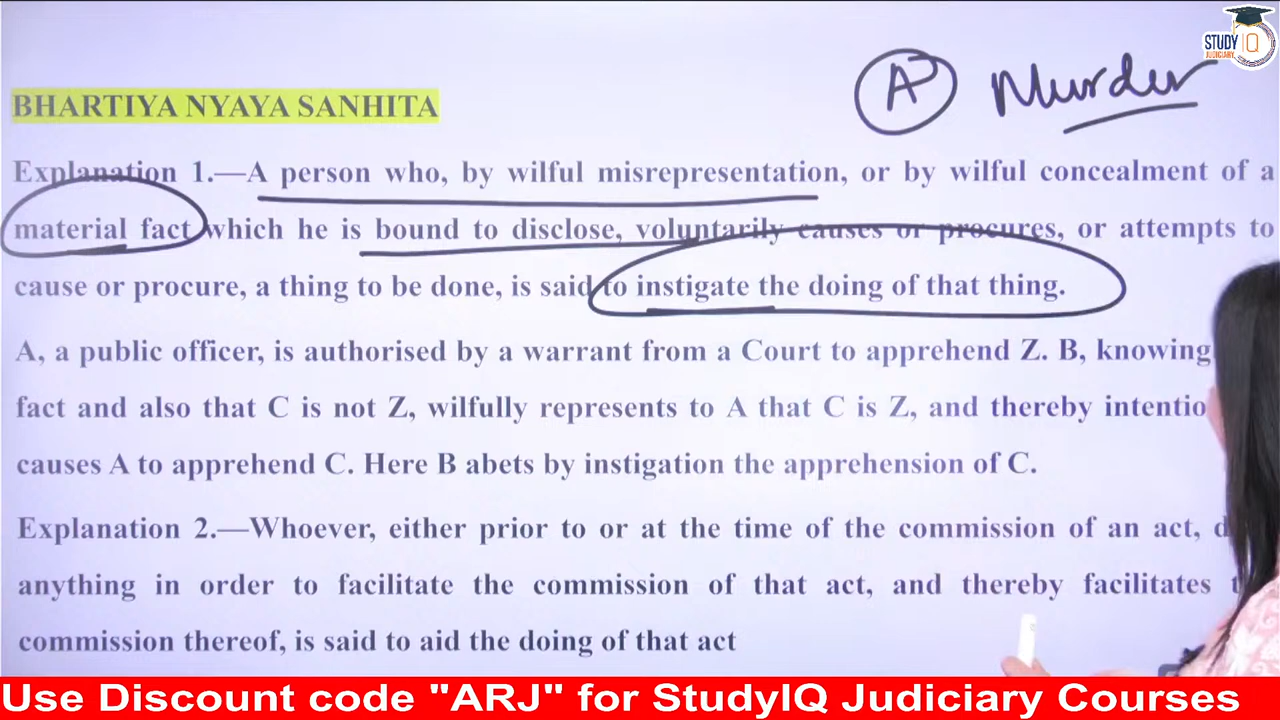 STUDY IQ
JUDICIARY
A Murder
BHARTIYA NYAYA SANHITA
Explanation 1.—A person who, by wilful misrepresentation, or by wilful concealment of a
material fact which he is bound to disclose, voluntarily causes or procures, or attempts to
cause or procure, a thing to be done, is said to instigate the doing of that thing.
A, a public officer, is authorised by a warrant from a Court to apprehend Z. B, knowing
fact and also that C is not Z, wilfully represents to A that C is Z, and thereby intentio
causes A to apprehend C. Here B abets by instigation the apprehension of C.
Explanation 2.—Whoever, either prior to or at the time of the commission of an act, d
anything in order to facilitate the commission of that act, and thereby facilitates t
commission thereof, is said to aid the doing of that act
Use Discount code "ARJ" for StudyIQ Judiciary Courses